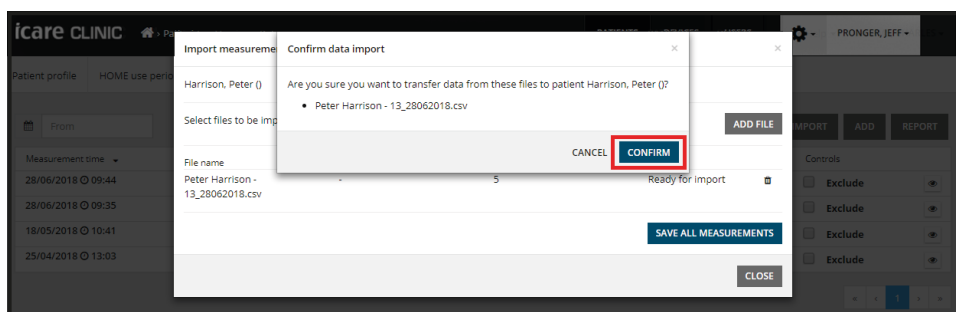 icare CLINIC
PRONGER, JEFF
Patient profile
HOME use perio
From
IMPORT
ADD
REPORT
Measurement time
Controls
28/06/2018 09:44
Exclude
28/06/2018 09:35
Exclude
18/05/2018 10:41
Exclude
25/04/2018 13:03
Exclude
« ‹ 1 › »
Import measureme
×
Harrison, Peter ()
Select files to be imp
ADD FILE
File name
Peter Harrison -
13_28062018.csv
-
5
Ready for import
SAVE ALL MEASUREMENTS
CLOSE
Confirm data import
×
Are you sure you want to transfer data from these files to patient Harrison, Peter ()?
• Peter Harrison - 13_28062018.csv
CANCEL
CONFIRM